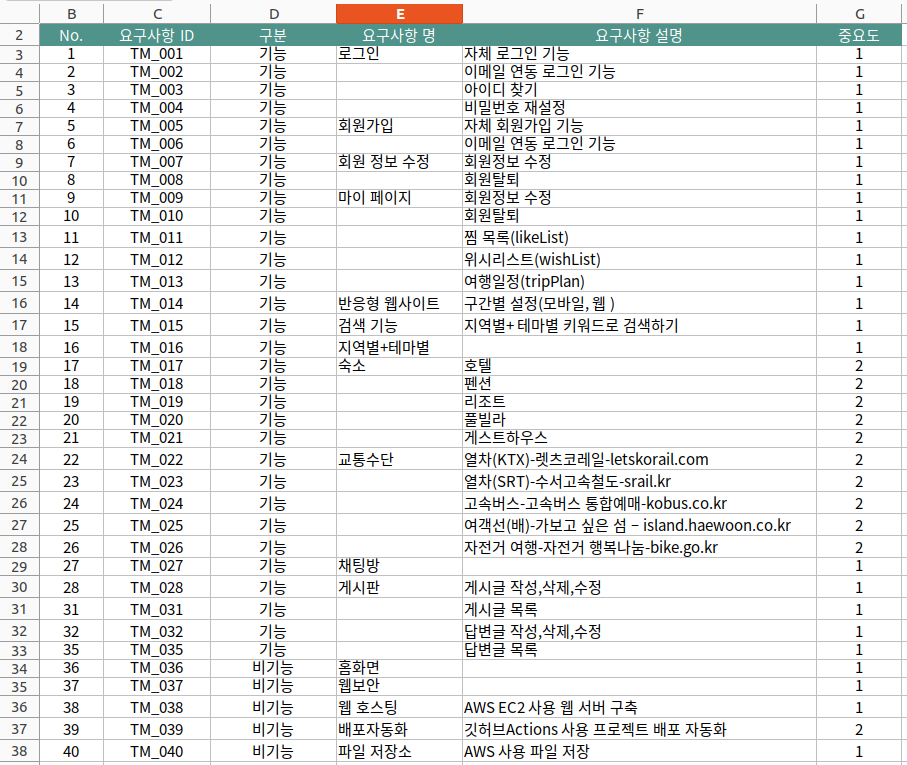 B C D E F G
2 No. 요구사항 ID 구분 요구사항 명 요구사항 설명 중요도
3 1 TM_001 기능 로그인 자체 로그인 기능 1
4 2 TM_002 기능 이메일 연동 로그인 기능 1
5 3 TM_003 기능 아이디 찾기 1
6 4 TM_004 기능 비밀번호 재설정 1
7 5 TM_005 기능 회원가입 자체 회원가입 기능 1
8 6 TM_006 기능 이메일 연동 로그인 기능 1
9 7 TM_007 기능 회원 정보 수정 회원정보 수정 1
10 8 TM_008 기능 회원탈퇴 1
11 9 TM_009 기능 마이 페이지 회원정보 수정 1
12 10 TM_010 기능 회원탈퇴 1
13 11 TM_011 기능 찜 목록(likeList) 1
14 12 TM_012 기능 위시리스트(wishList) 1
15 13 TM_013 기능 여행일정(tripPlan) 1
16 14 TM_014 기능 반응형 웹사이트 구간별 설정(모바일, 웹 ) 1
17 15 TM_015 기능 검색 기능 지역별+ 테마별 키워드로 검색하기 1
18 16 TM_016 기능 지역별+테마별 1
19 17 TM_017 기능 숙소 호텔 2
20 18 TM_018 기능 펜션 2
21 19 TM_019 기능 리조트 2
22 20 TM_020 기능 풀빌라 2
23 21 TM_021 기능 게스트하우스 2
24 22 TM_022 기능 교통수단 열차(KTX)-렛츠코레일-letskorail.com 2
25 23 TM_023 기능 열차(SRT)-수서고속철도-srail.kr 2
26 24 TM_024 기능 고속버스-고속버스 통합예매-kobus.co.kr 2
27 25 TM_025 기능 여객선(배)-가보고 싶은 섬 – island.haewoon.co.kr 2
28 26 TM_026 기능 자전거 여행-자전거 행복나눔-bike.go.kr 2
29 27 TM_027 기능 채팅방 1
30 28 TM_028 기능 게시판 게시글 작성,삭제,수정 1
31 31 TM_031 기능 게시글 목록 1
32 32 TM_032 기능 답변글 작성,삭제,수정 1
33 35 TM_035 기능 답변글 목록 1
34 36 TM_036 비기능 홈화면 1
35 37 TM_037 비기능 웹보안 1
36 38 TM_038 비기능 웹 호스팅 AWS EC2 사용 웹 서버 구축 1
37 39 TM_039 비기능 배포자동화 깃허브Actions 사용 프로젝트 배포 자동화 2
38 40 TM_040 비기능 파일 저장소 AWS 사용 파일 저장 1